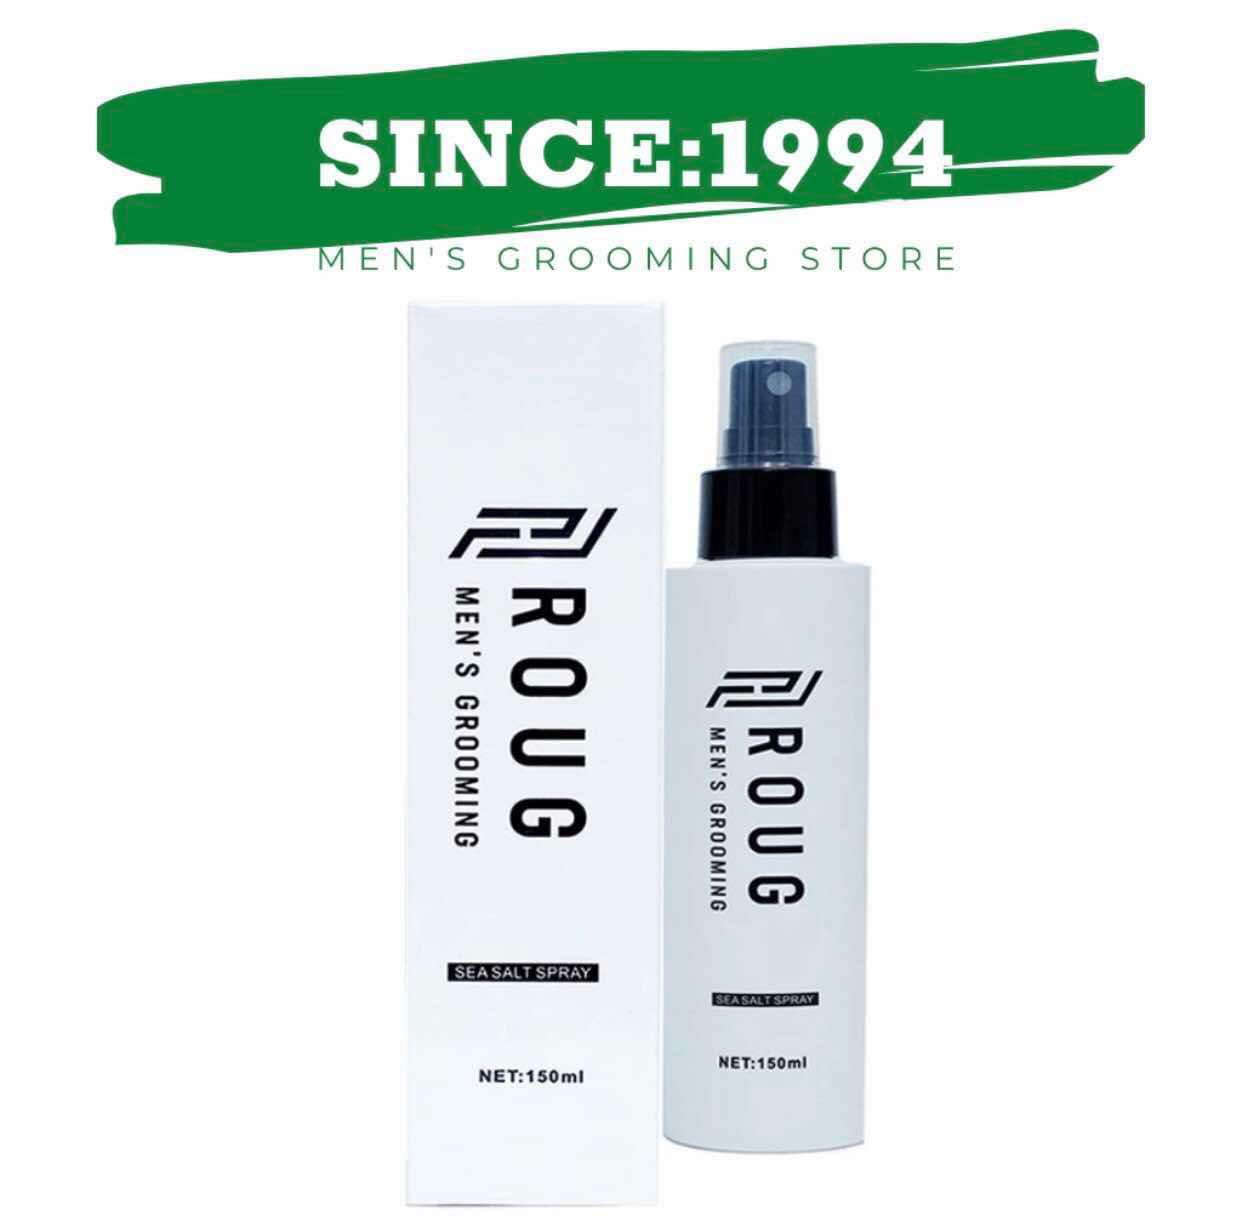 SINCE:1994
MEN'S GROOMING STORE
ROUG
MEN'S GROOMING
SEA SALT SPRAY
NET:150ml
ROUG
MEN'S GROOMING
SEA SALT SPRAY
NET:150ml